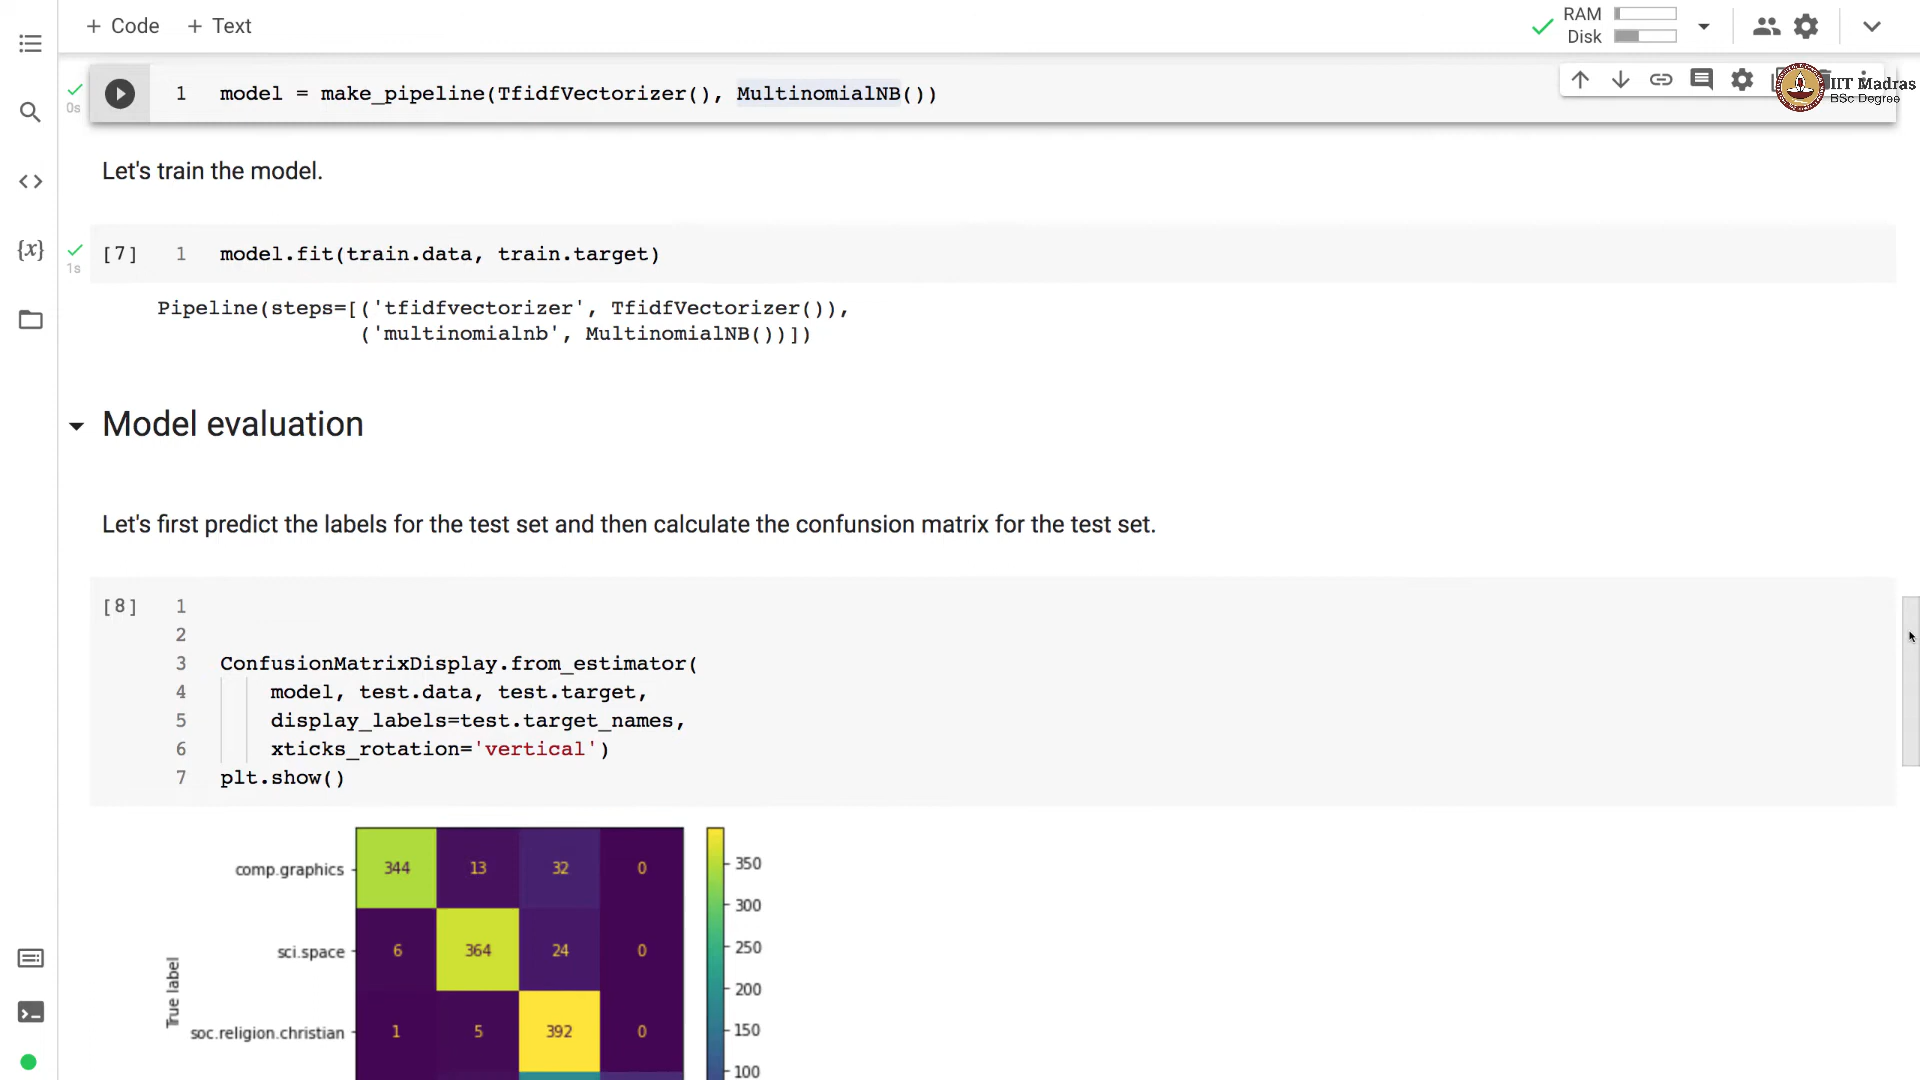 + Code + Text
RAM
Disk
IIT Madras
BSc Degree
0s
1 model = make_pipeline(TfidfVectorizer(), MultinomialNB())
Let's train the model.
[7] 1 model.fit(train.data, train.target)
1s
Pipeline(steps=[('tfidfvectorizer', TfidfVectorizer()),
('multinomialnb', MultinomialNB())])
Model evaluation
Let's first predict the labels for the test set and then calculate the confunsion matrix for the test set.
[8] 1
2
3 ConfusionMatrixDisplay.from_estimator(
4 model, test.data, test.target,
5 display_labels=test.target_names,
6 xticks_rotation='vertical')
7 plt.show()
comp.graphics 344 13 32 0
350
300
sci.space 6 364 24 0
250
200
True label
soc.religion.christian 1 5 392 0
150
100